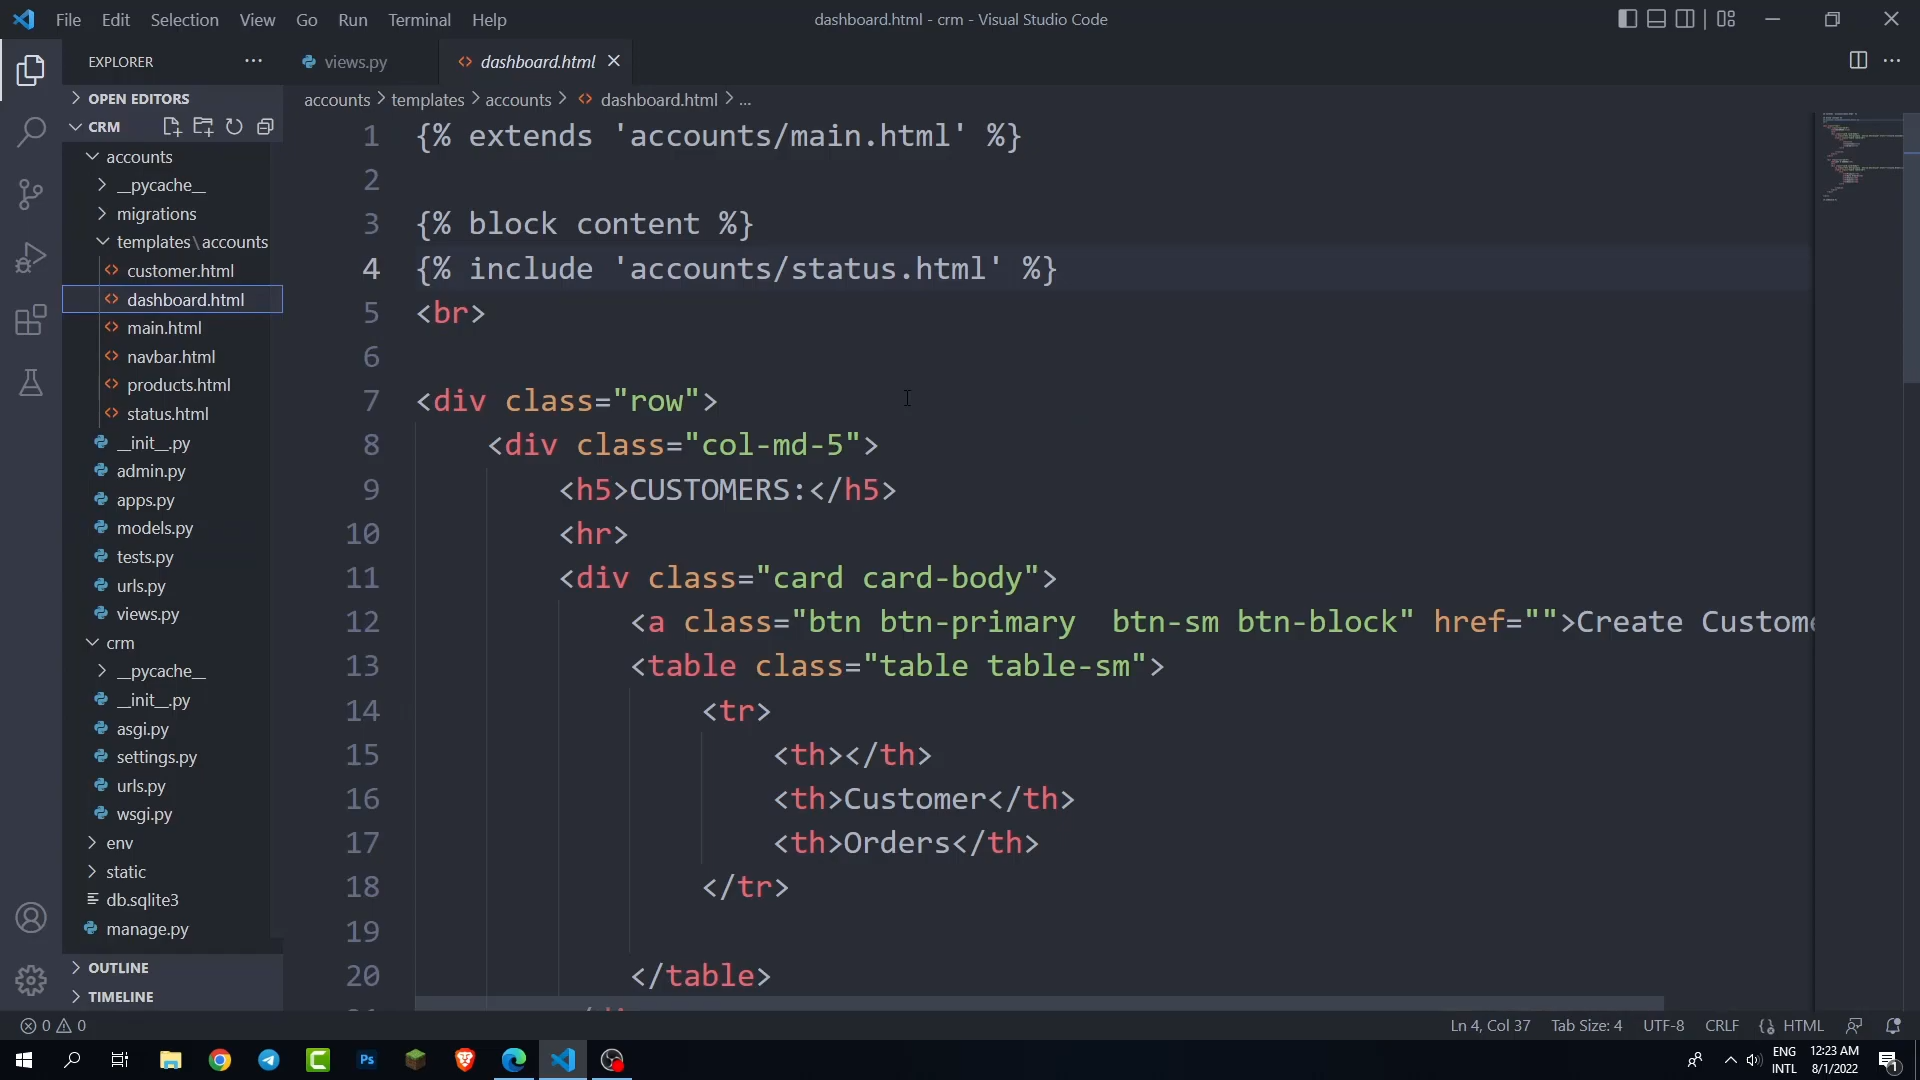 File Edit Selection View Go Run Terminal Help
dashboard.html - crm - Visual Studio Code
EXPLORER
views.py
dashboard.html
OPEN EDITORS
accounts > templates > accounts > dashboard.html > ...
CRM
accounts
__pycache__
migrations
templates\accounts
customer.html
dashboard.html
main.html
navbar.html
products.html
status.html
__init__.py
admin.py
apps.py
models.py
tests.py
urls.py
views.py
crm
__pycache__
__init__.py
asgi.py
settings.py
urls.py
wsgi.py
env
static
db.sqlite3
manage.py
OUTLINE
TIMELINE
1 {% extends 'accounts/main.html' %}
2
3 {% block content %}
4 {% include 'accounts/status.html' %}
5 <br>
6
7 <div class="row">
8 <div class="col-md-5">
9 <h5>CUSTOMERS:</h5>
10 <hr>
11 <div class="card card-body">
12 <a class="btn btn-primary  btn-sm btn-block" href="">Create Custome
13 <table class="table table-sm">
14 <tr>
15 <th></th>
16 <th>Customer</th>
17 <th>Orders</th>
18 </tr>
19
20 </table>
0 0
Ln 4, Col 37 Tab Size: 4 UTF-8 CRLF HTML
Ps
ENG
INTL
12:23 AM
8/1/2022
1